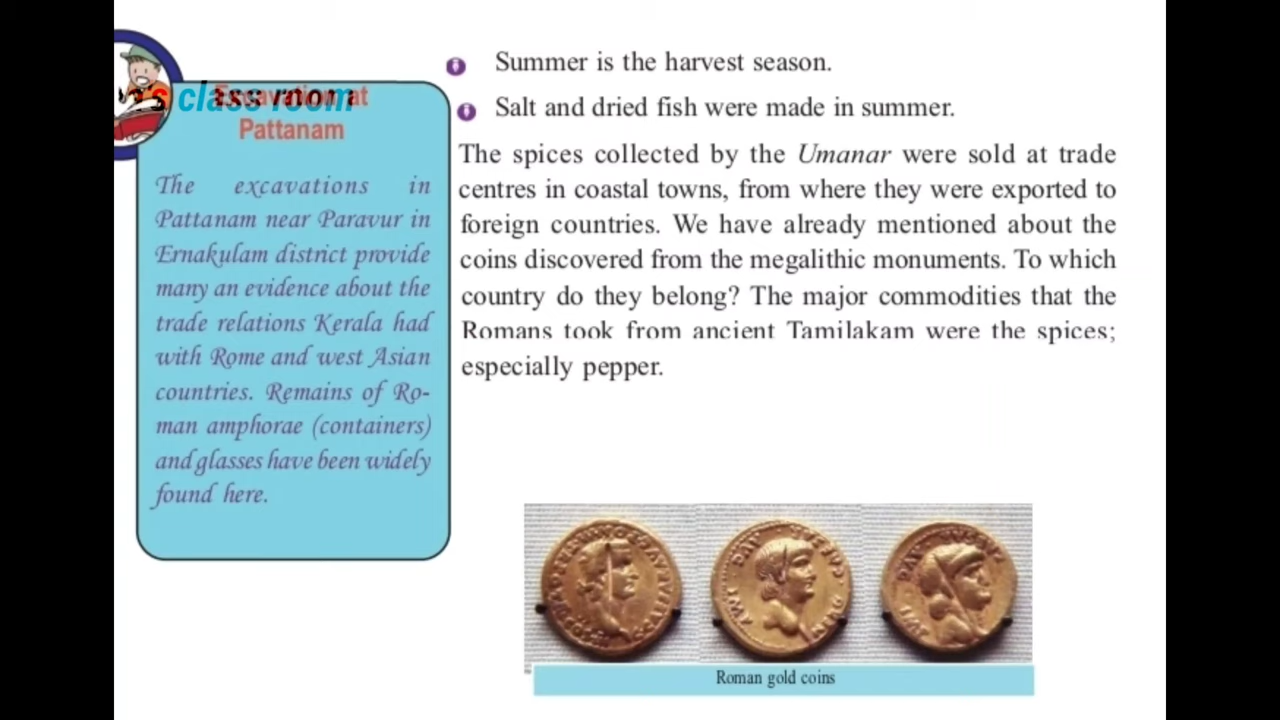 Excavation at
Pattanam
s class room
The excavations in
Pattanam near Paravur in
Ernakulam district provide
many an evidence about the
trade relations Kerala had
with Rome and west Asian
countries. Remains of Ro-
man amphorae (containers)
and glasses have been widely
found here.
Summer is the harvest season.
Salt and dried fish were made in summer.
The spices collected by the Umanar were sold at trade
centres in coastal towns, from where they were exported to
foreign countries. We have already mentioned about the
coins discovered from the megalithic monuments. To which
country do they belong? The major commodities that the
Romans took from ancient Tamilakam were the spices;
especially pepper.
Roman gold coins